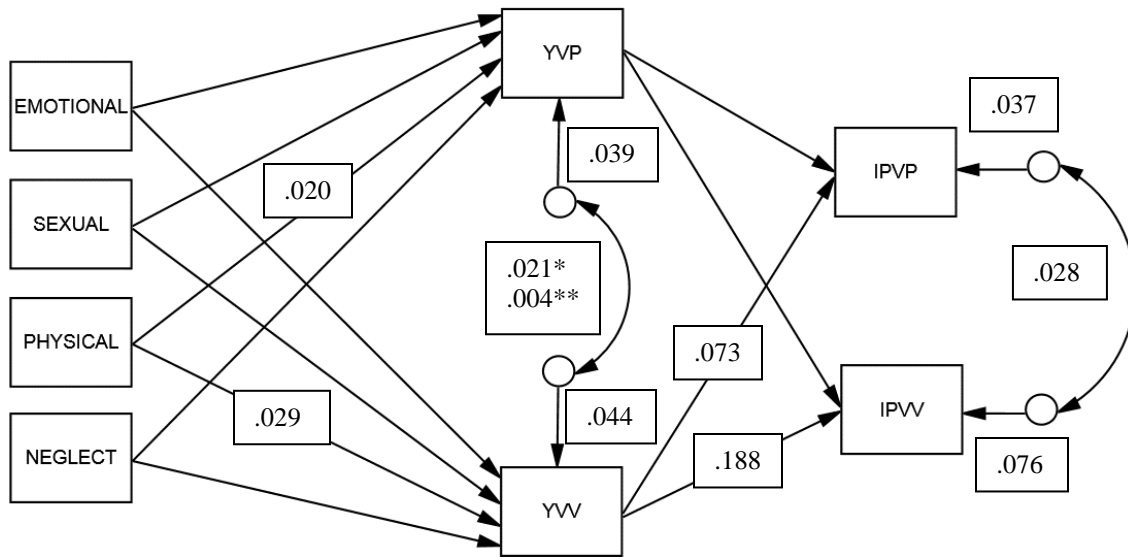 EMOTIONAL
SEXUAL
PHYSICAL
NEGLECT
.020
.029
YVP
.039
.021*
.004**
.044
YVV
.073
.188
IPVP
.037
.028
IPVV
.076